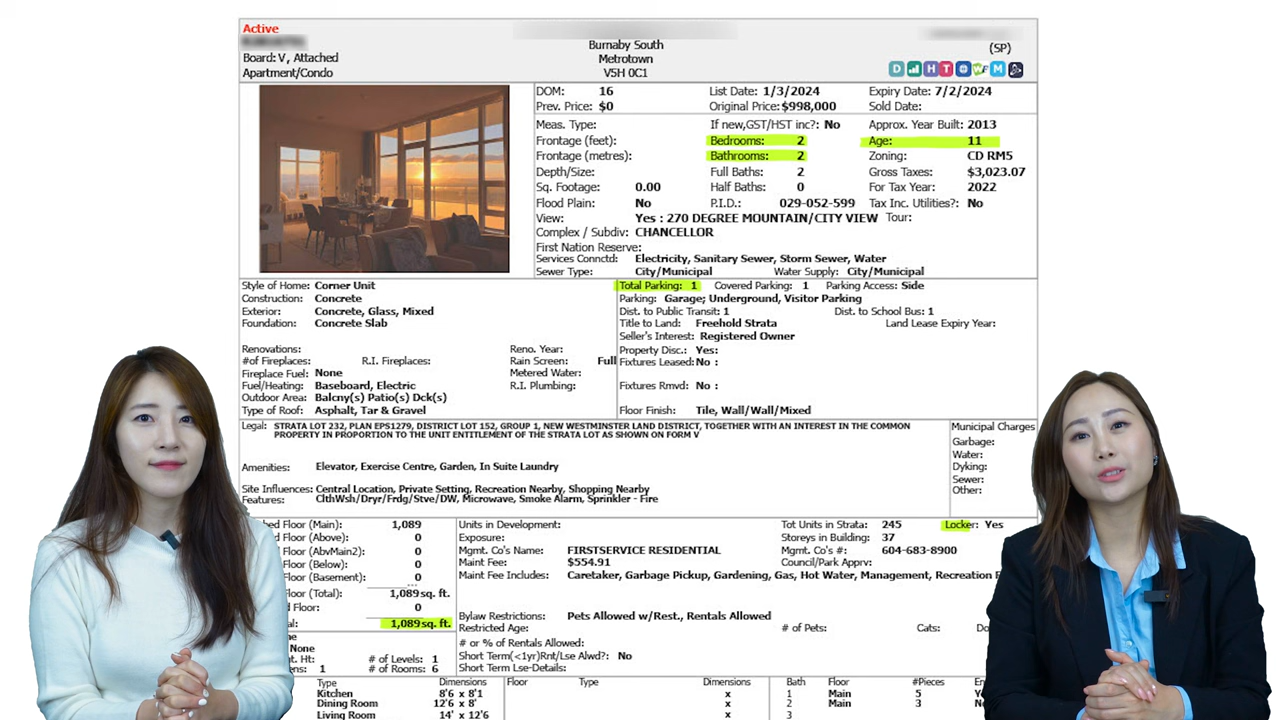 Active
Board: V, Attached
Apartment/Condo
Burnaby South
Metrotown
V5H 0C1
(SP)
D H T M
DOM: 16 List Date: 1/3/2024 Expiry Date: 7/2/2024
Prev. Price: $0 Original Price: $998,000 Sold Date:
Meas. Type: If new,GST/HST inc?: No Approx. Year Built: 2013
Frontage (feet): Bedrooms: 2 Age: 11
Frontage (metres): Bathrooms: 2 Zoning: CD RM5
Depth/Size: Full Baths: 2 Gross Taxes: $3,023.07
Sq. Footage: 0.00 Half Baths: 0 For Tax Year: 2022
Flood Plain: No P.I.D.: 029-052-599 Tax Inc. Utilities?: No
View: Yes : 270 DEGREE MOUNTAIN/CITY VIEW Tour:
Complex / Subdiv: CHANCELLOR
First Nation Reserve:
Services Connctd: Electricity, Sanitary Sewer, Storm Sewer, Water
Sewer Type: City/Municipal Water Supply: City/Municipal
Style of Home: Corner Unit
Construction: Concrete
Exterior: Concrete, Glass, Mixed
Foundation: Concrete Slab
Renovations: Reno. Year:
#of Fireplaces: R.I. Fireplaces: Rain Screen: Full
Fireplace Fuel: None Metered Water:
Fuel/Heating: Baseboard, Electric R.I. Plumbing:
Outdoor Area: Balcny(s) Patio(s) Dck(s)
Type of Roof: Asphalt, Tar & Gravel
Total Parking: 1 Covered Parking: 1 Parking Access: Side
Parking: Garage; Underground, Visitor Parking
Dist. to Public Transit: 1 Dist. to School Bus: 1
Title to Land: Freehold Strata Land Lease Expiry Year:
Seller's Interest: Registered Owner
Property Disc.: Yes:
Fixtures Leased: No :
Fixtures Rmvd: No :
Floor Finish: Tile, Wall/Wall/Mixed
Legal: STRATA LOT 232, PLAN EPS1279, DISTRICT LOT 152, GROUP 1, NEW WESTMINSTER LAND DISTRICT, TOGETHER WITH AN INTEREST IN THE COMMON
PROPERTY IN PROPORTION TO THE UNIT ENTITLEMENT OF THE STRATA LOT AS SHOWN ON FORM V
Amenities: Elevator, Exercise Centre, Garden, In Suite Laundry
Site Influences: Central Location, Private Setting, Recreation Nearby, Shopping Nearby
Features: ClthWsh/Dryr/Frdg/Stve/DW, Microwave, Smoke Alarm, Sprinkler - Fire
Municipal Charges
Garbage:
Water:
Dyking:
Sewer:
Other:
hed Floor (Main): 1,089
d Floor (Above): 0
d Floor (AbvMain2): 0
d Floor (Below): 0
d Floor (Basement): 0
d Floor (Total): 1,089 sq. ft.
d Floor: 0
al: 1,089 sq. ft.
ne
None
nt. Ht: # of Levels: 1
ens: 1 # of Rooms: 6
Units in Development: Tot Units in Strata: 245 Locker: Yes
Exposure: Storeys in Building: 37
Mgmt. Co's Name: FIRSTSERVICE RESIDENTIAL Mgmt. Co's #: 604-683-8900
Maint Fee: $554.91 Council/Park Apprv:
Maint Fee Includes: Caretaker, Garbage Pickup, Gardening, Gas, Hot Water, Management, Recreation F
Bylaw Restrictions: Pets Allowed w/Rest., Rentals Allowed
Restricted Age: # of Pets: Cats: Do
# or % of Rentals Allowed:
Short Term(<1yr)Rnt/Lse Alwd?: No
Short Term Lse-Details:
Type Dimensions Floor Type Dimensions Bath Floor #Pieces En
Kitchen 8'6 x 8'1 x 1 Main 5 Ye
Dining Room 12'6 x 8' x 2 Main 3
Living Room 14' x 12'6 x 3